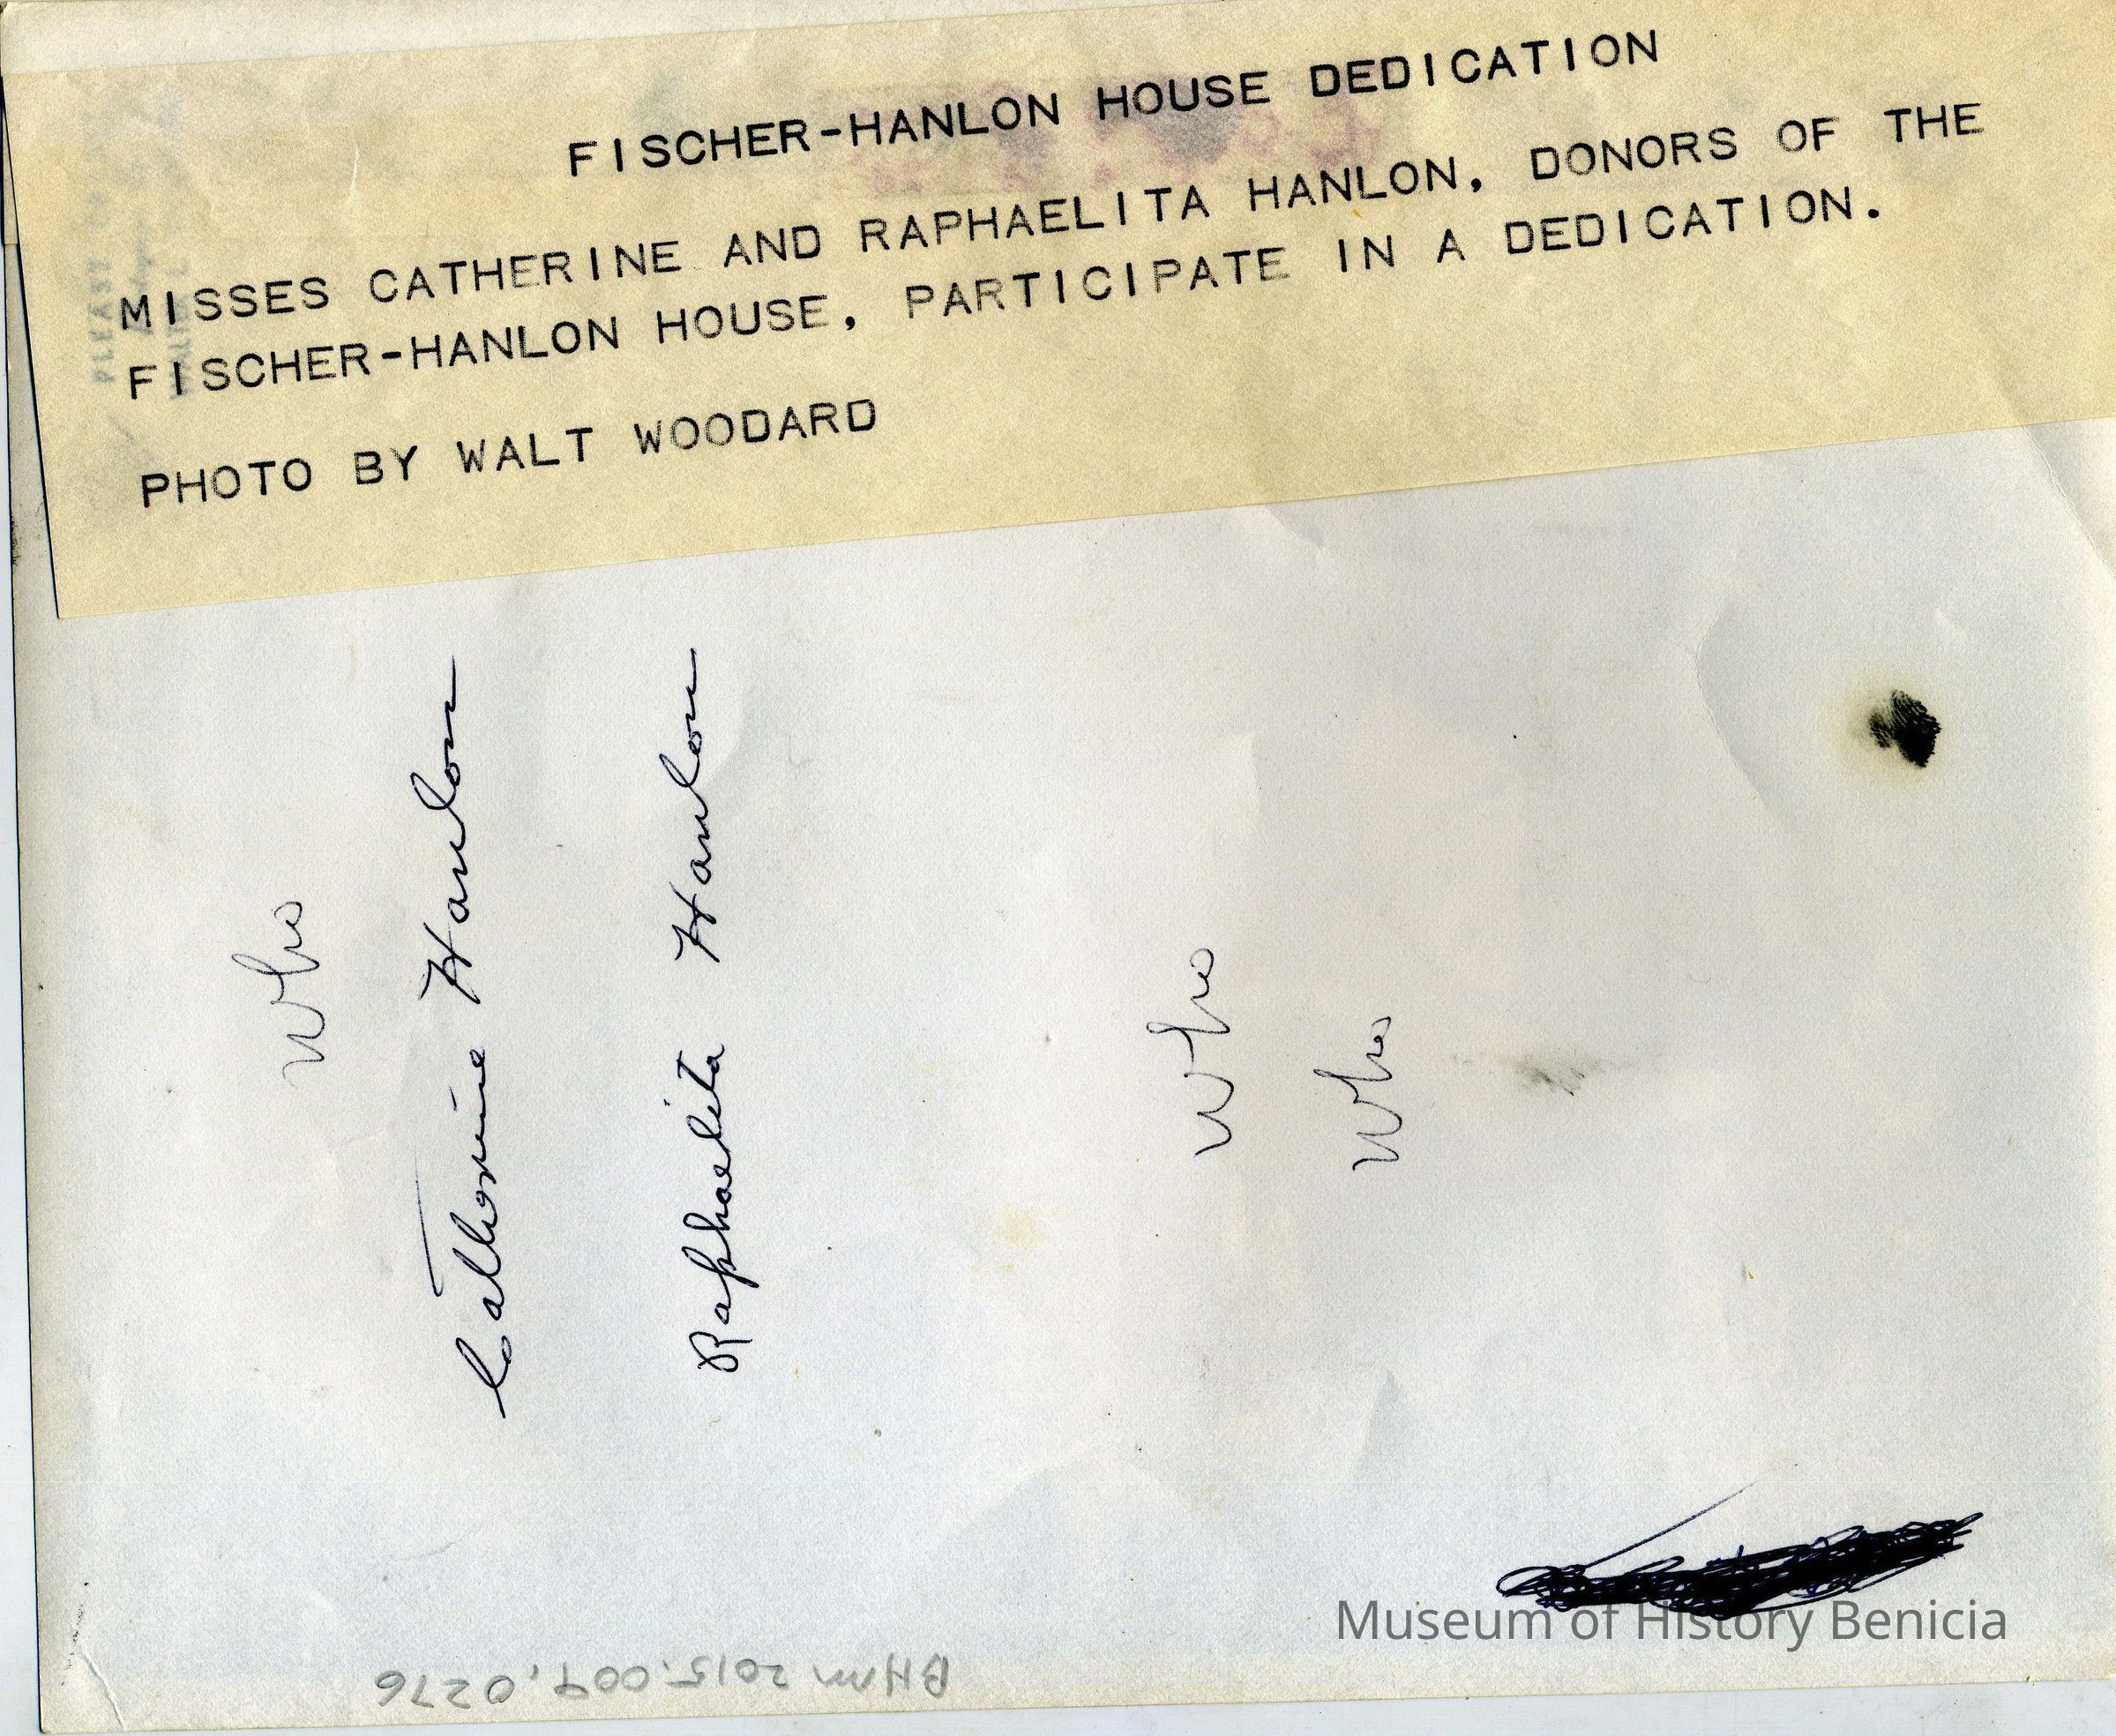 FISCHER-HANLON HOUSE DEDICATION
MISSES CATHERINE AND RAPHAELITA HANLON, DONORS OF THE
FISCHER-HANLON HOUSE, PARTICIPATE IN A DEDICATION.
PHOTO BY WALT WOODARD
Who
Catherine Hanlon
Raphaelita Hanlon
Who
Who
Museum of History Benicia
BHM 2015.009.0276